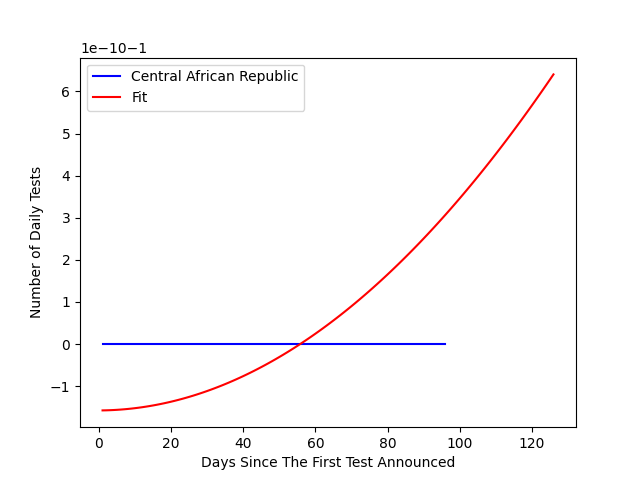 1e−10−1
Central African Republic
Fit
6
5
4
3
2
1
0
−1
Number of Daily Tests
0 20 40 60 80 100 120
Days Since The First Test Announced